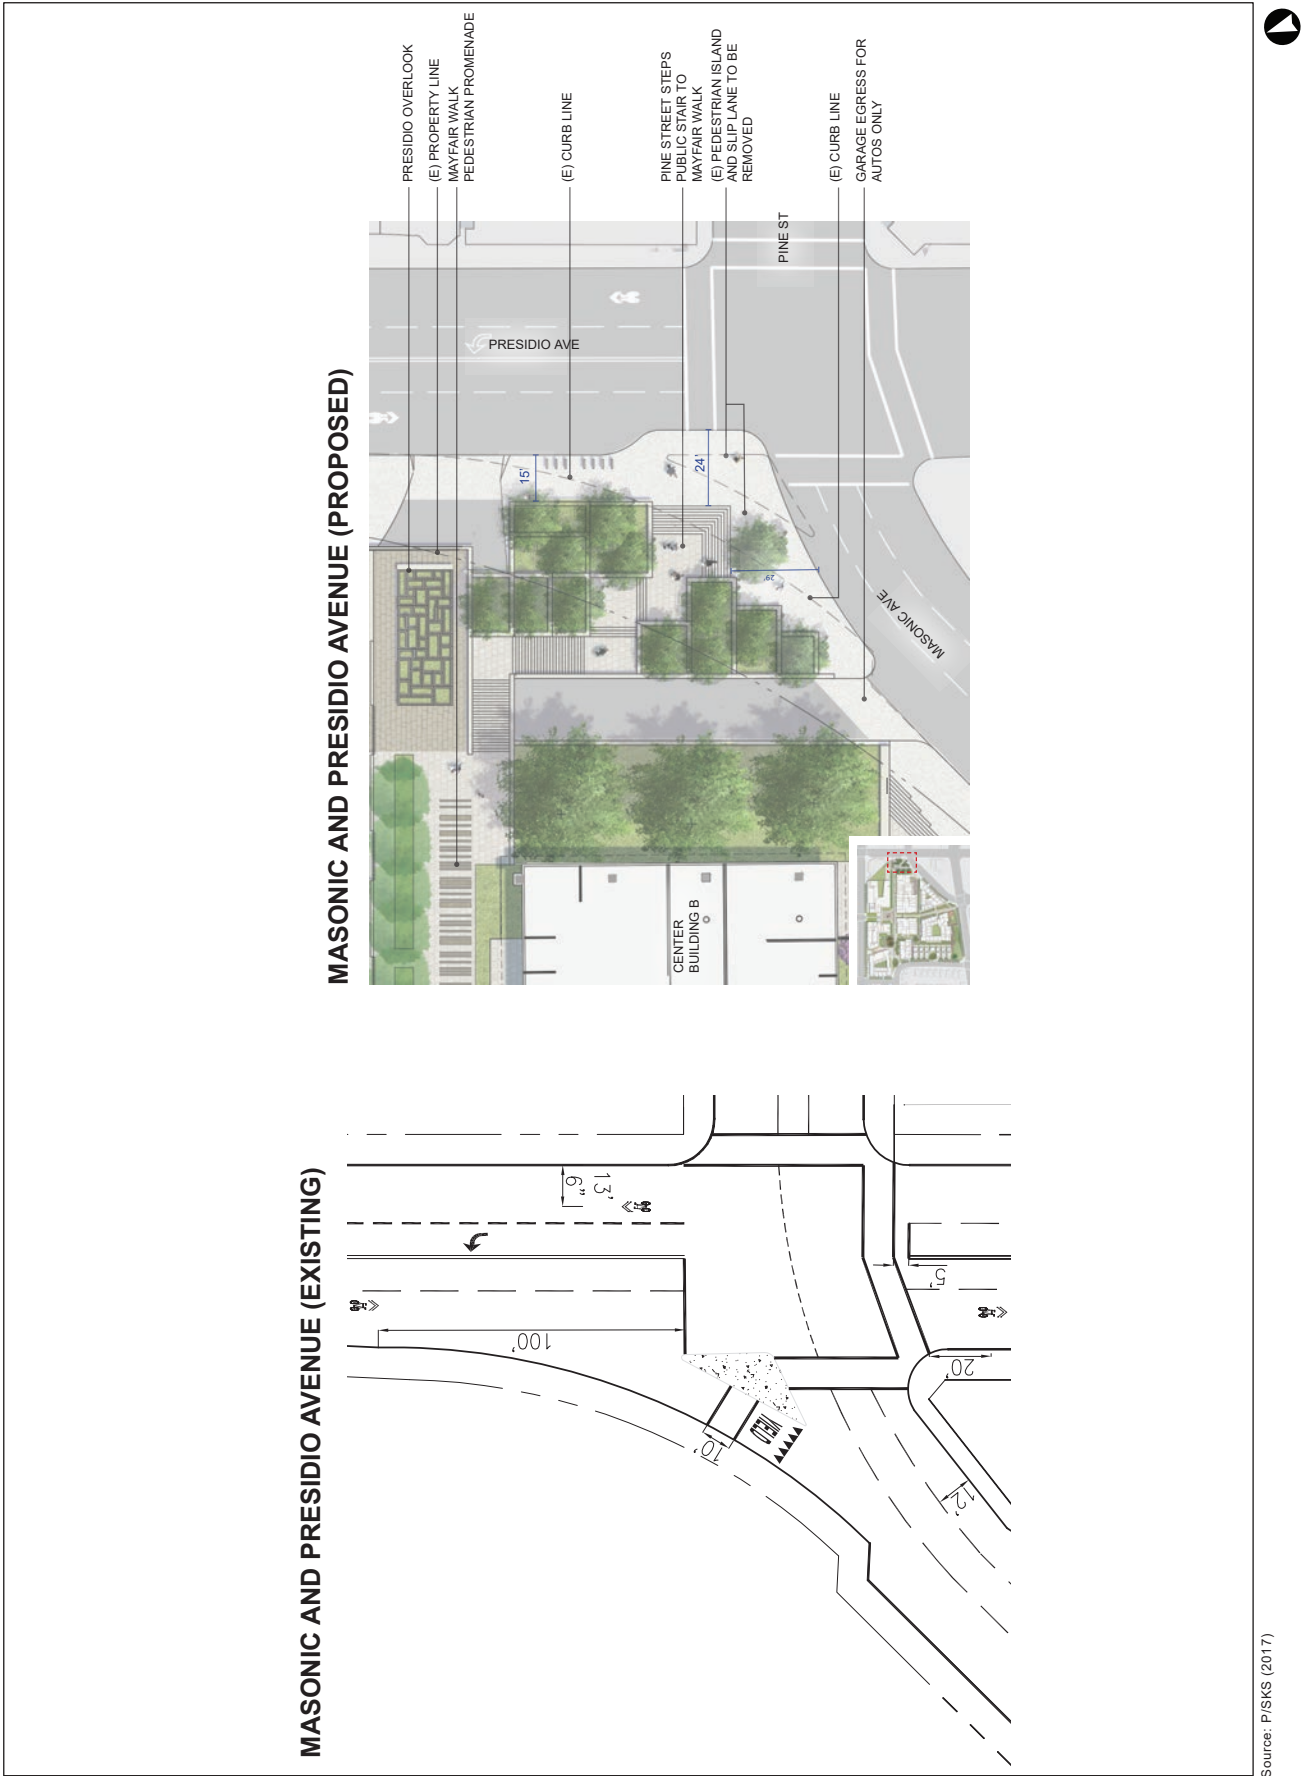 MASONIC AND PRESIDIO AVENUE (EXISTING)
100'
13'
6"
10'
YIELD
5'
20'
12'
MASONIC AND PRESIDIO AVENUE (PROPOSED)
PRESIDIO OVERLOOK
(E) PROPERTY LINE
MAYFAIR WALK
PEDESTRIAN PROMENADE
(E) CURB LINE
PINE STREET STEPS
PUBLIC STAIR TO
MAYFAIR WALK
(E) PEDESTRIAN ISLAND
AND SLIP LANE TO BE
REMOVED
(E) CURB LINE
GARAGE EGRESS FOR
AUTOS ONLY
PRESIDIO AVE
PINE ST
15'
24'
29'
MASONIC AVE
CENTER
BUILDING B
Source: P/SKS (2017)